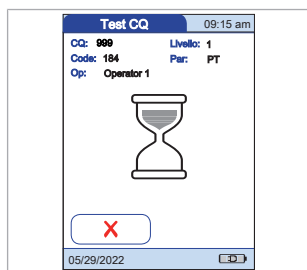 Test CQ 09:15 am
CQ: 999 Livello: 1
Code: 184 Par: PT
Op: Operator 1
05/29/2022